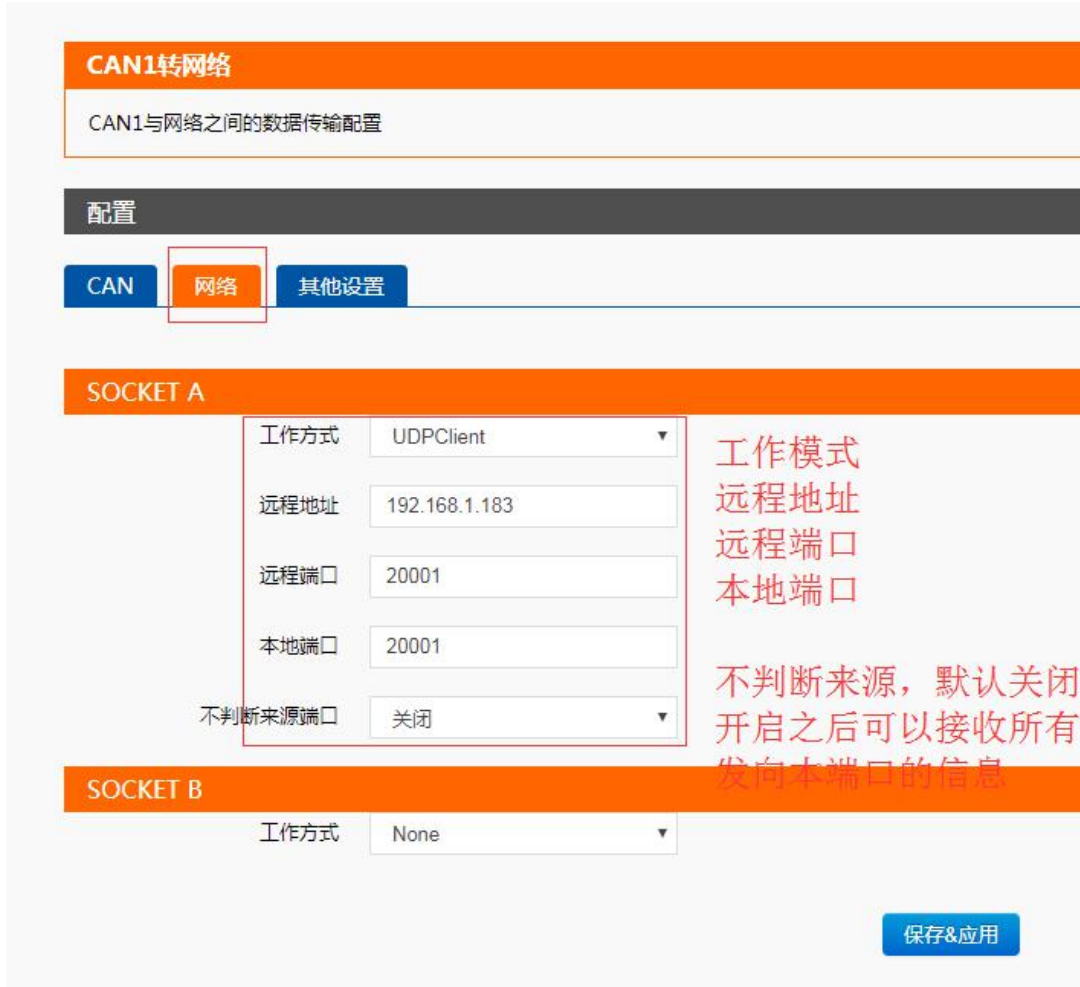 CAN1转网络
CAN1与网络之间的数据传输配置
配置
CAN
网络
其他设置
SOCKET A
工作方式
UDPClient
工作模式
远程地址
192.168.1.183
远程地址
远程端口
20001
远程端口
本地端口
本地端口
20001
不判断来源，默认关闭
不判断来源端口
关闭
开启之后可以接收所有
发向本端口的信息
SOCKET B
工作方式
None
保存&应用